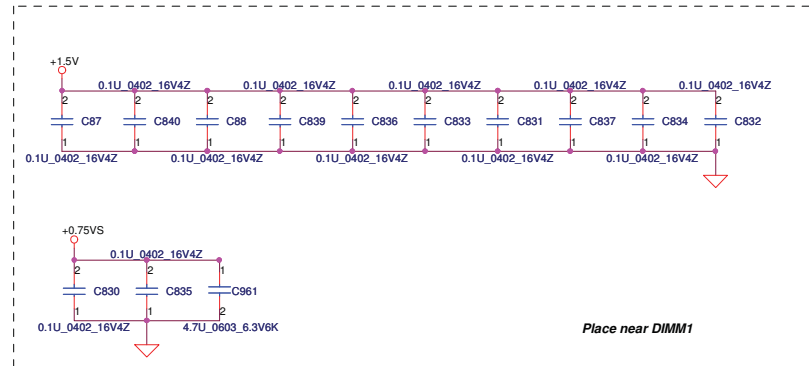 +1.5V
0.1U_0402_16V4Z 0.1U_0402_16V4Z 0.1U_0402_16V4Z 0.1U_0402_16V4Z 0.1U_0402_16V4Z
2 2 2 2 2 2 2 2 2 2
C87 C840 C88 C839 C836 C833 C831 C837 C834 C832
1 1 1 1 1 1 1 1 1 1
0.1U_0402_16V4Z 0.1U_0402_16V4Z 0.1U_0402_16V4Z 0.1U_0402_16V4Z 0.1U_0402_16V4Z
+0.75VS
0.1U_0402_16V4Z
2 2 1
C830 C835 C961
1 1 2
0.1U_0402_16V4Z 4.7U_0603_6.3V6K
Place near DIMM1